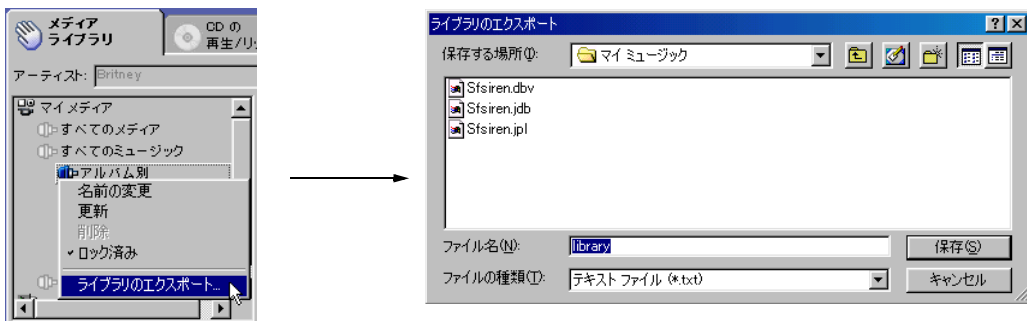 メディア
ライブラリ
CD の
再生/リ
アーティスト: Britney
マイ メディア
すべてのメディア
すべてのミュージック
アルバム別
名前の変更
更新
削除
ロック済み
ライブラリのエクスポート...
ライブラリのエクスポート
保存する場所(I):
マイ ミュージック
Sfsiren.dbv
Sfsiren.jdb
Sfsiren.jpl
ファイル名(N):
library
保存(S)
ファイルの種類(T):
テキスト ファイル (*.txt)
キャンセル